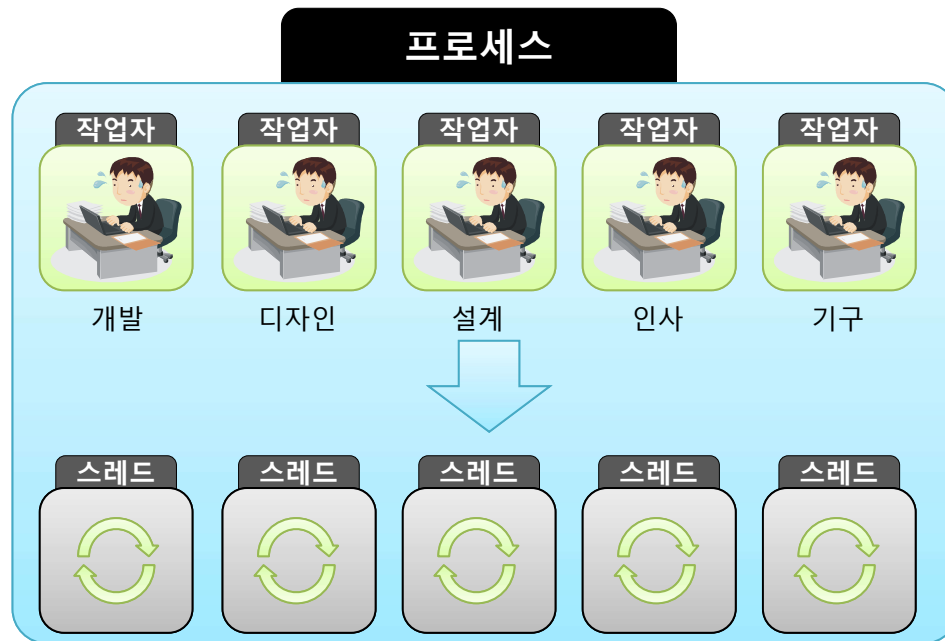 프로세스
작업자 작업자 작업자 작업자 작업자
개발 디자인 설계 인사 기구
스레드 스레드 스레드 스레드 스레드